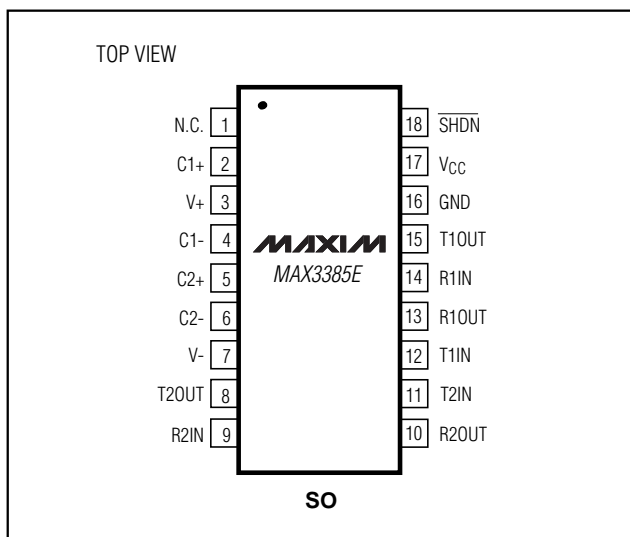 TOP VIEW
N.C. 1
C1+ 2
V+ 3
C1- 4
C2+ 5
C2- 6
V- 7
T2OUT 8
R2IN 9
MAXIM
MAX3385E
18 SHDN
17 VCC
16 GND
15 T1OUT
14 R1IN
13 R1OUT
12 T1IN
11 T2IN
10 R2OUT
SO